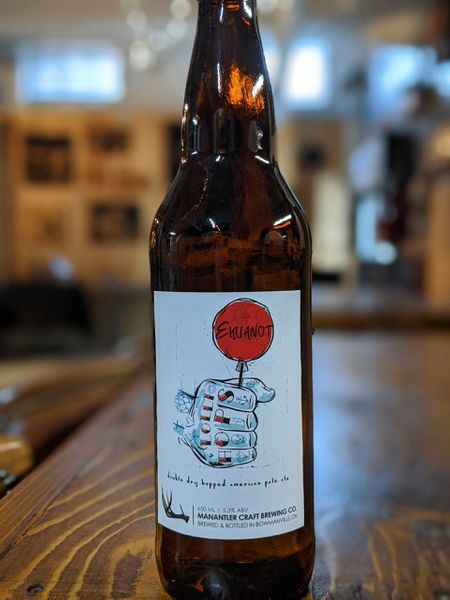 EKUANOT
HOLD
HOPS
double dry hopped american pale ale
650 ML | 5.3% ABV
MANANTLER CRAFT BREWING CO.
BREWED & BOTTLED IN BOWMANVILLE, ON